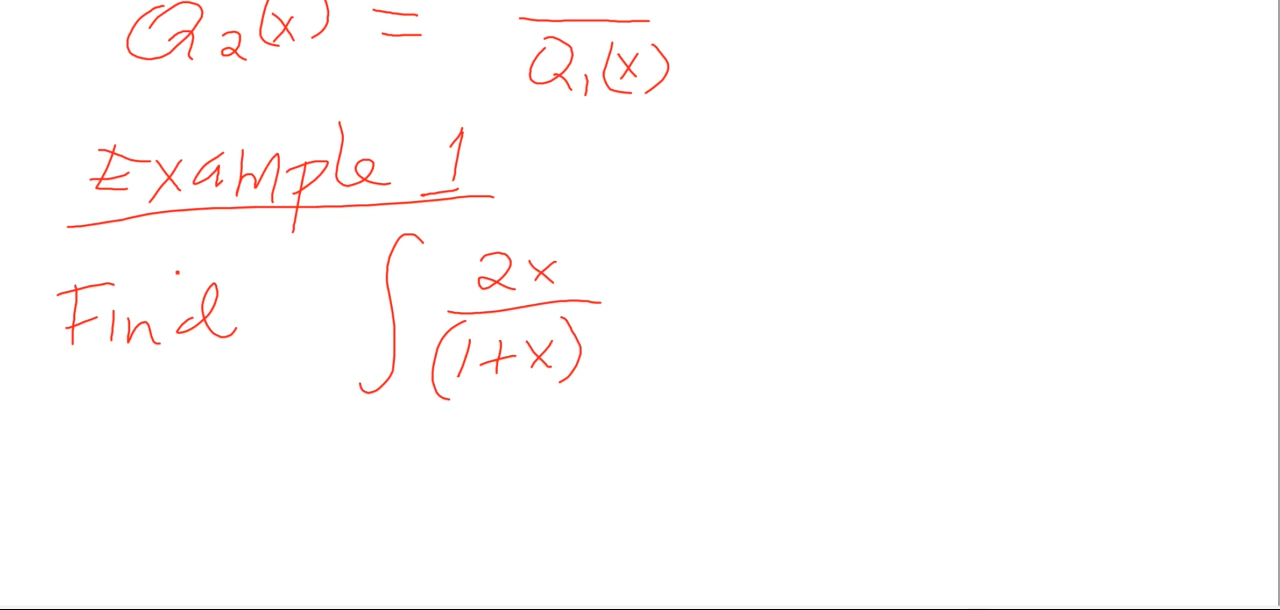 Q₂(x) = ─── / Q₁(x)
Example 1
Find ∫ 2x / (1+x)